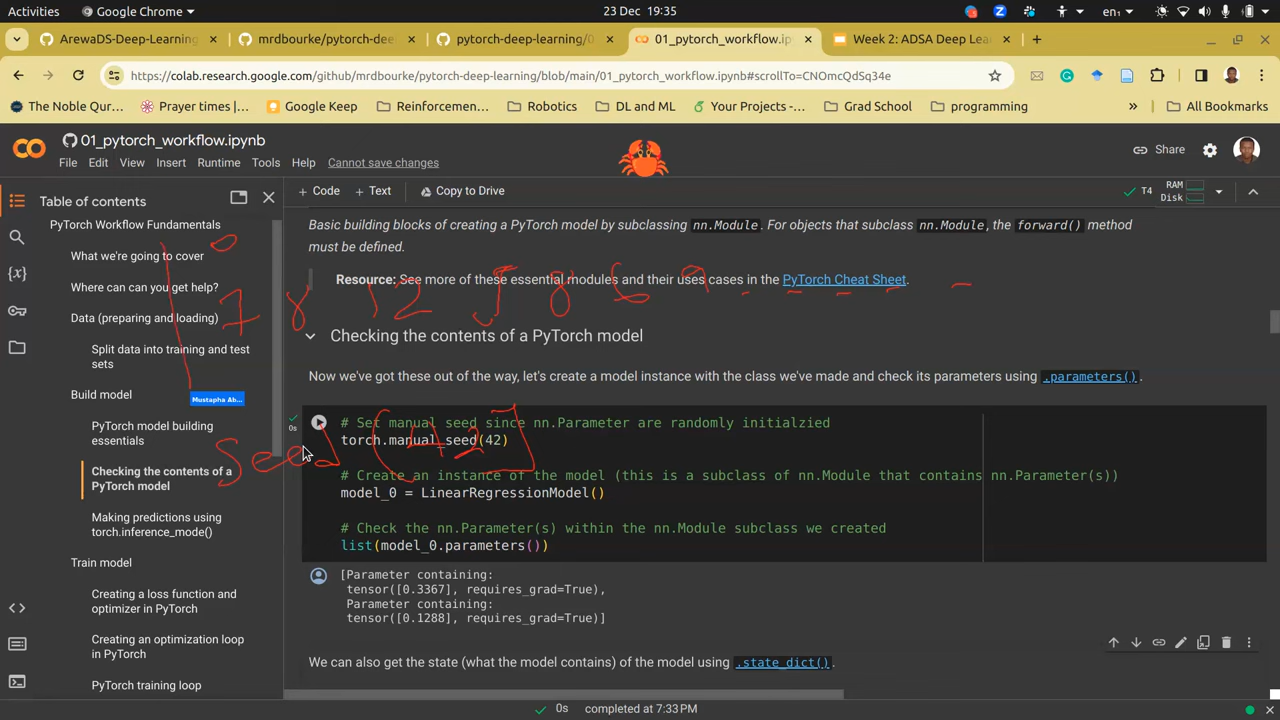 Activities
Google Chrome
23 Dec 19:35
en₁
ArewaDS-Deep-Learning
mrdbourke/pytorch-dee
pytorch-deep-learning/0
01_pytorch_workflow.ipy
Week 2: ADSA Deep Lea
https://colab.research.google.com/github/mrdbourke/pytorch-deep-learning/blob/main/01_pytorch_workflow.ipynb#scrollTo=CNOmcQdSq34e
The Noble Qur...
Prayer times |...
Google Keep
Reinforcement...
Robotics
DL and ML
Your Projects -...
Grad School
programming
All Bookmarks
01_pytorch_workflow.ipynb
Share
File Edit View Insert Runtime Tools Help Cannot save changes
Table of contents
+ Code + Text Copy to Drive
T4
RAM
Disk
PyTorch Workflow Fundamentals
What we're going to cover
Where can can you get help?
Data (preparing and loading)
Split data into training and test
sets
Build model
Mustapha Ab...
PyTorch model building
essentials
Checking the contents of a
PyTorch model
Making predictions using
torch.inference_mode()
Train model
Creating a loss function and
optimizer in PyTorch
Creating an optimization loop
in PyTorch
PyTorch training loop
Basic building blocks of creating a PyTorch model by subclassing nn.Module. For objects that subclass nn.Module, the forward() method
must be defined.
Resource: See more of these essential modules and their uses cases in the PyTorch Cheat Sheet.
0
7 8 12 5 8 6 9
Checking the contents of a PyTorch model
Now we've got these out of the way, let's create a model instance with the class we've made and check its parameters using .parameters().
0s
# Set manual seed since nn.Parameter are randomly initialzied
torch.manual_seed(42)
Seed (42)
# Create an instance of the model (this is a subclass of nn.Module that contains nn.Parameter(s))
model_0 = LinearRegressionModel()
# Check the nn.Parameter(s) within the nn.Module subclass we created
list(model_0.parameters())
[Parameter containing:
tensor([0.3367], requires_grad=True),
Parameter containing:
tensor([0.1288], requires_grad=True)]
We can also get the state (what the model contains) of the model using .state_dict().
0s completed at 7:33 PM